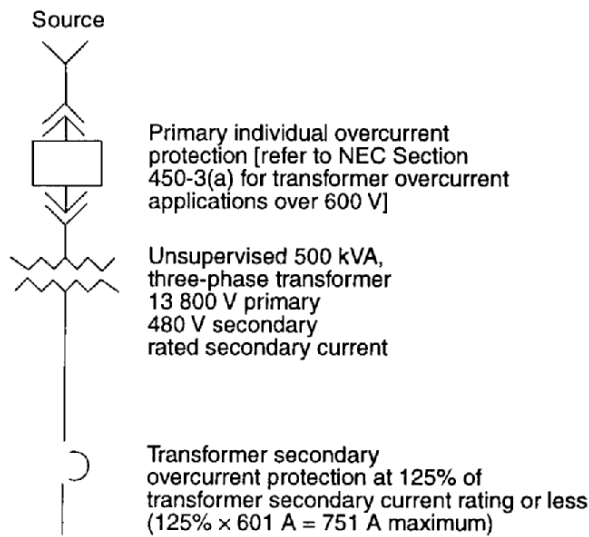 Source
Primary individual overcurrent
protection [refer to NEC Section
450-3(a) for transformer overcurrent
applications over 600 V]
Unsupervised 500 kVA,
three-phase transformer
13 800 V primary
480 V secondary
rated secondary current
Transformer secondary
overcurrent protection at 125% of
transformer secondary current rating or less
(125% × 601 A = 751 A maximum)